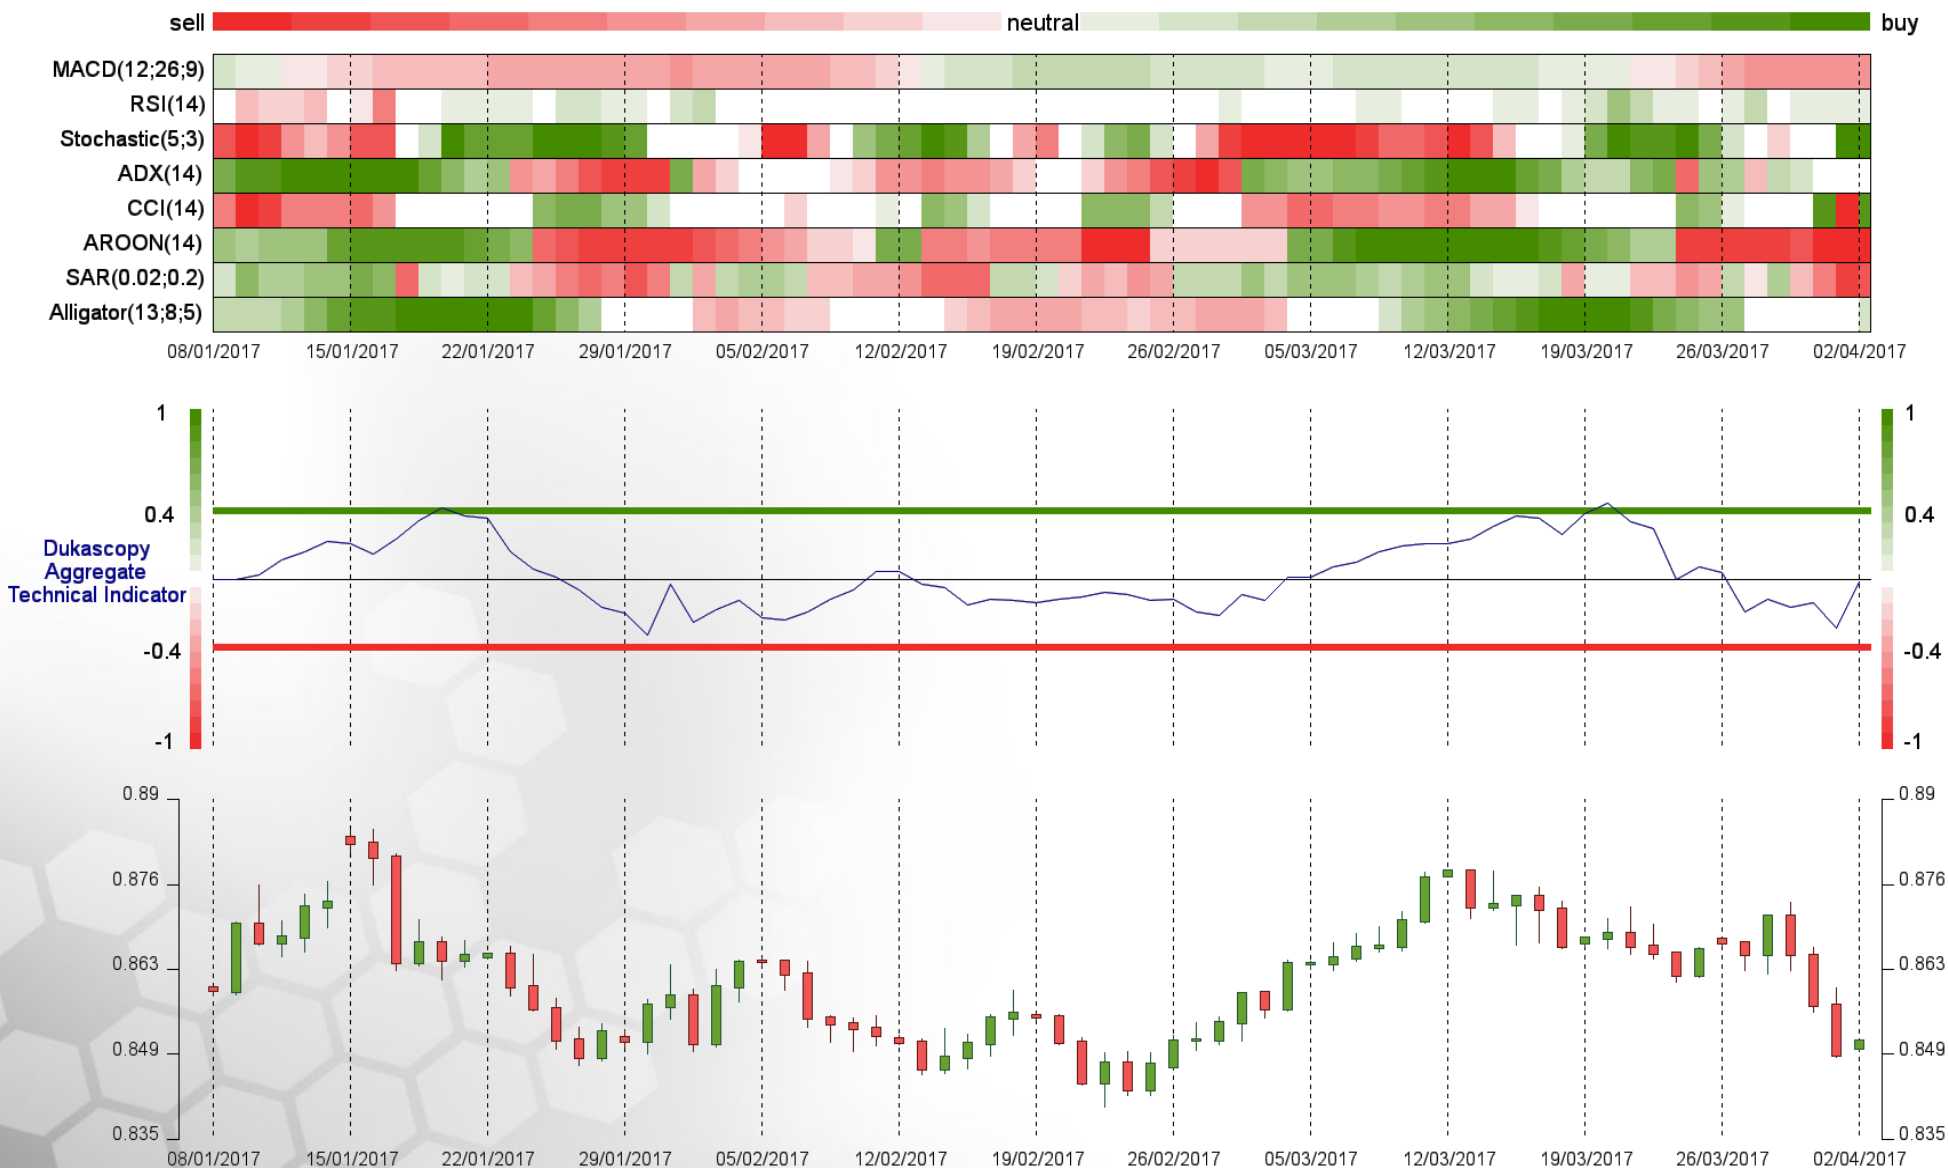 sell neutral buy
MACD(12;26;9)
RSI(14)
Stochastic(5;3)
ADX(14)
CCI(14)
AROON(14)
SAR(0.02;0.2)
Alligator(13;8;5)
08/01/2017 15/01/2017 22/01/2017 29/01/2017 05/02/2017 12/02/2017 19/02/2017 26/02/2017 05/03/2017 12/03/2017 19/03/2017 26/03/2017 02/04/2017
1 1
0.4 0.4
Dukascopy
Aggregate
Technical Indicator
-0.4 -0.4
-1 -1
0.89 0.89
0.876 0.876
0.863 0.863
0.849 0.849
0.835 0.835
08/01/2017 15/01/2017 22/01/2017 29/01/2017 05/02/2017 12/02/2017 19/02/2017 26/02/2017 05/03/2017 12/03/2017 19/03/2017 26/03/2017 02/04/2017